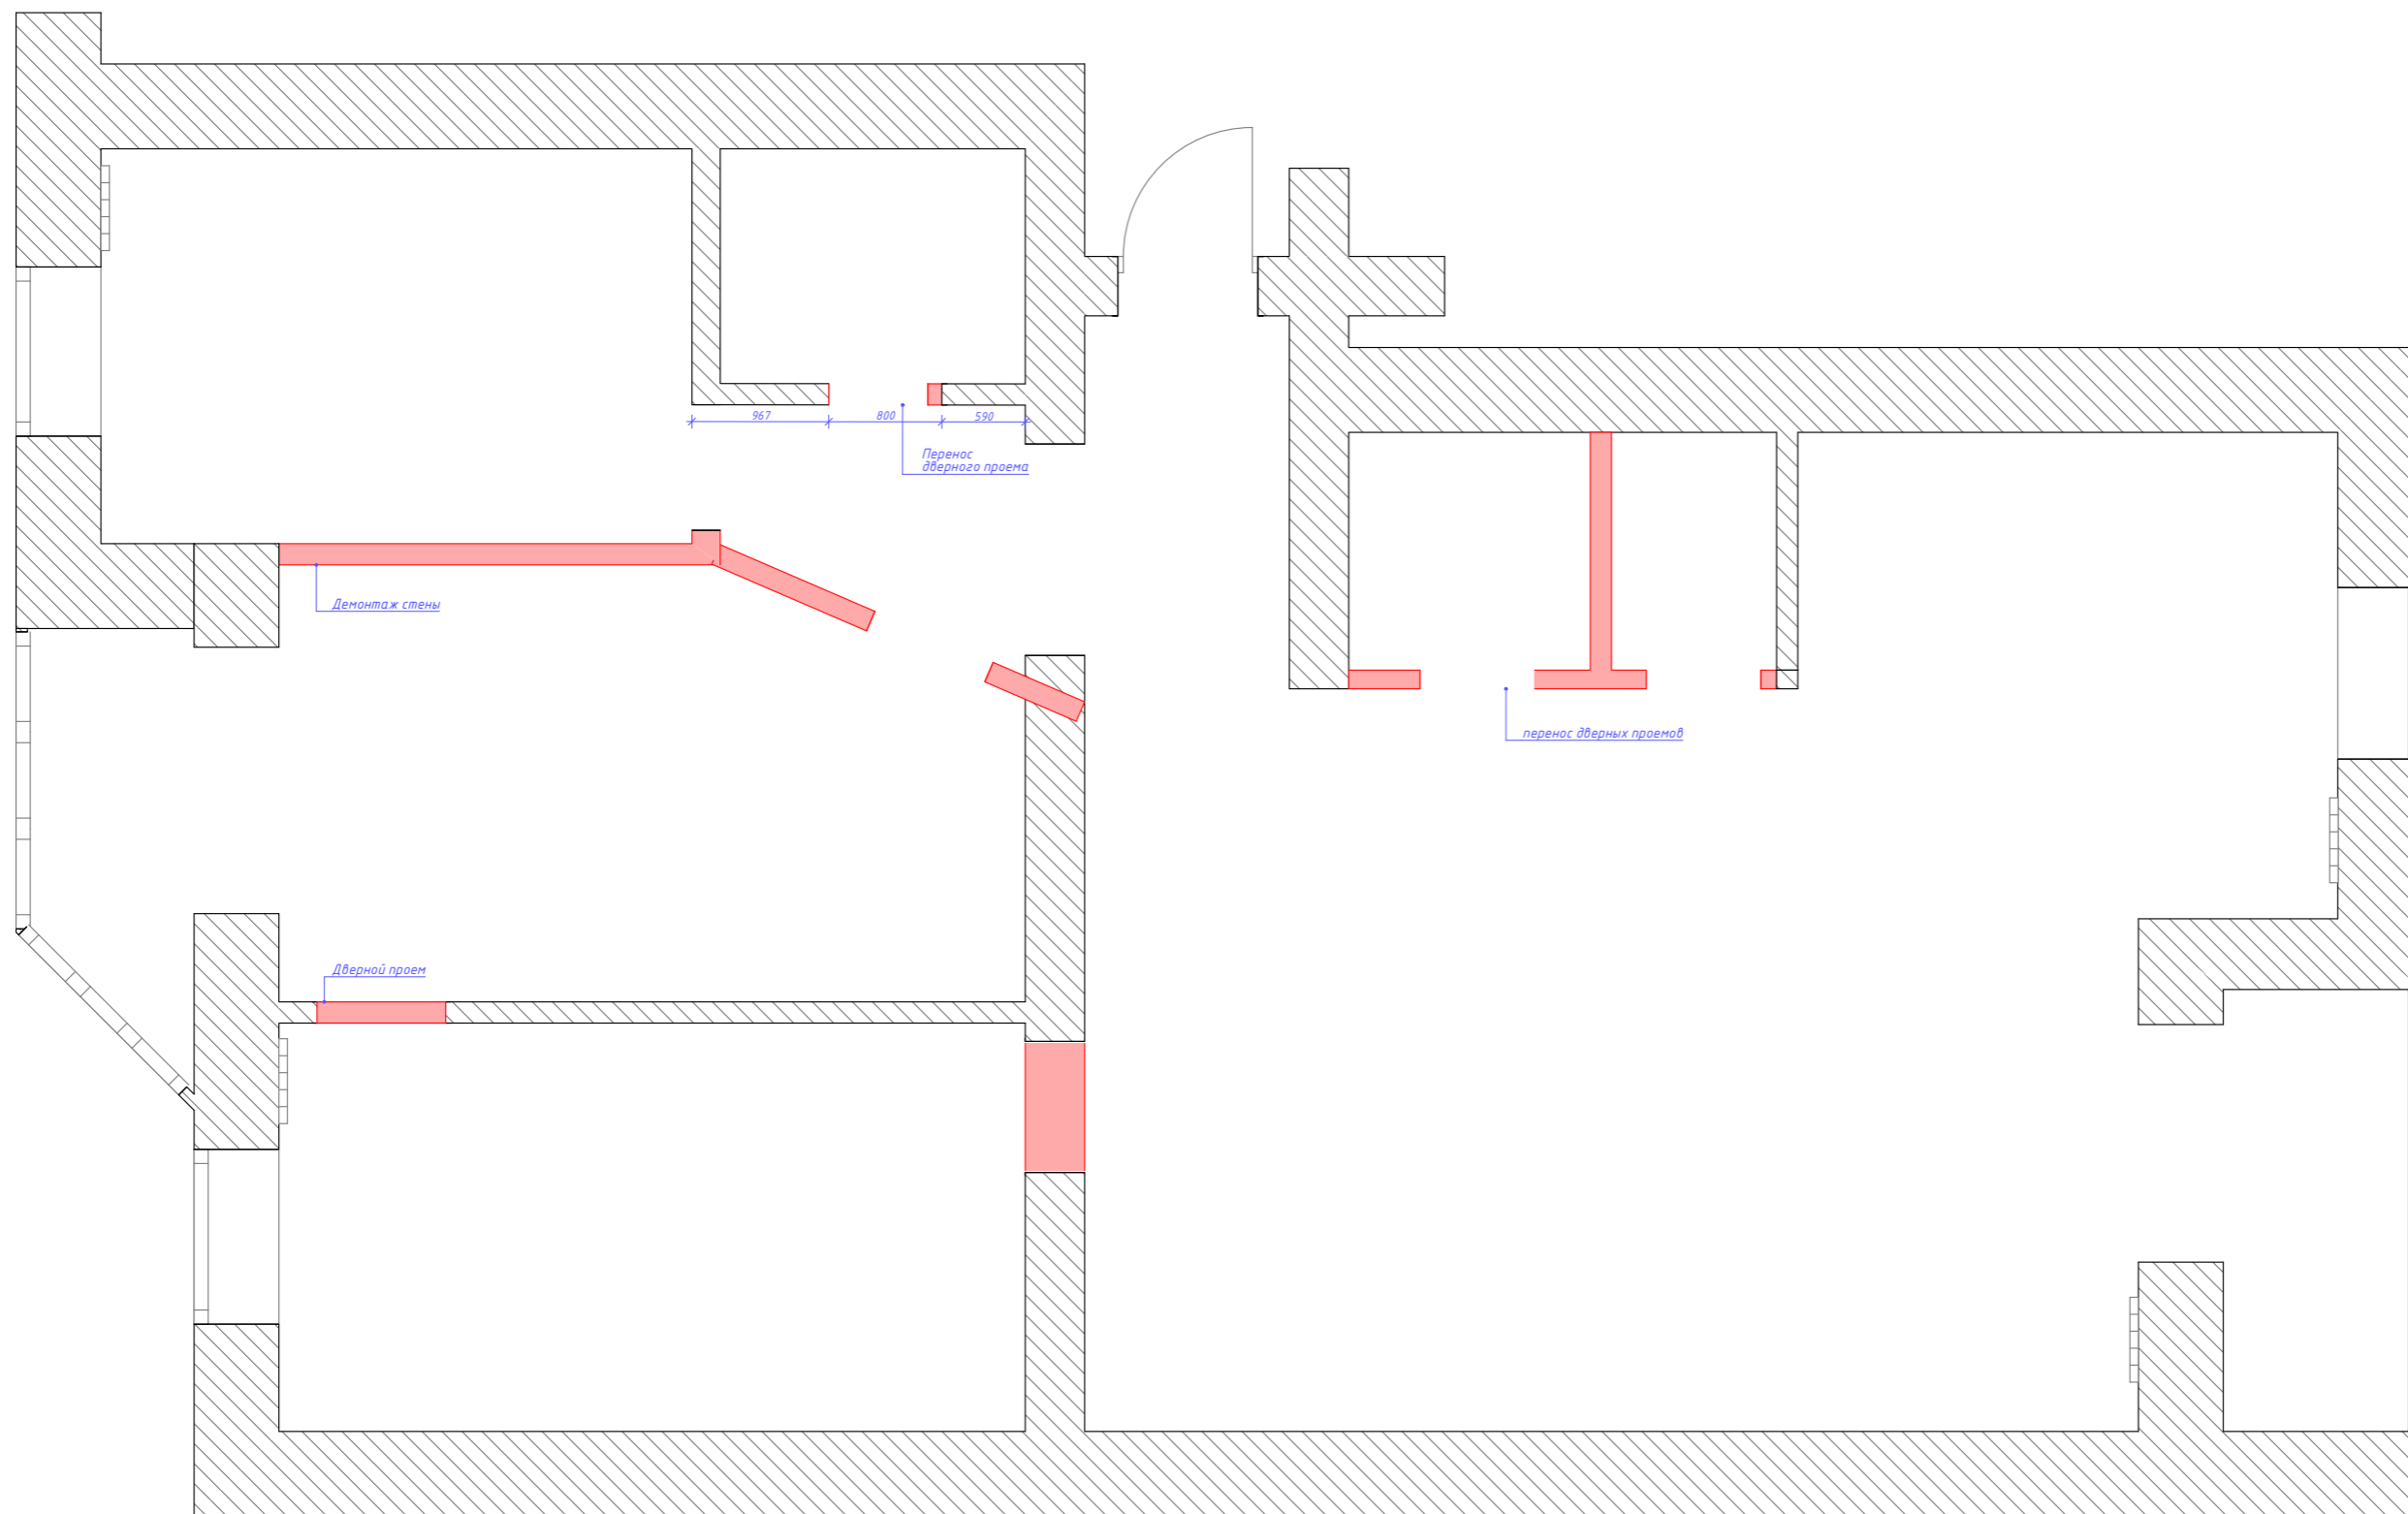 967
800
590
Перенос
дверного проема
Демонтаж стены
перенос дверных проемов
Дверной проем